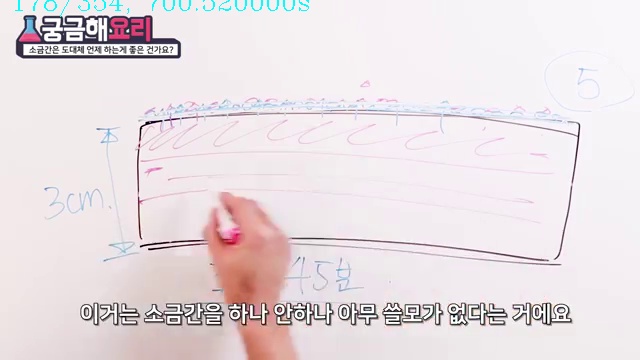 178/354, 700.520000s
궁금해요리
소금간은 도대체 언제 하는게 좋은 건가요?
5
3cm.
45분
이거는 소금간을 하나 안하나 아무 쓸모가 없다는 거에요